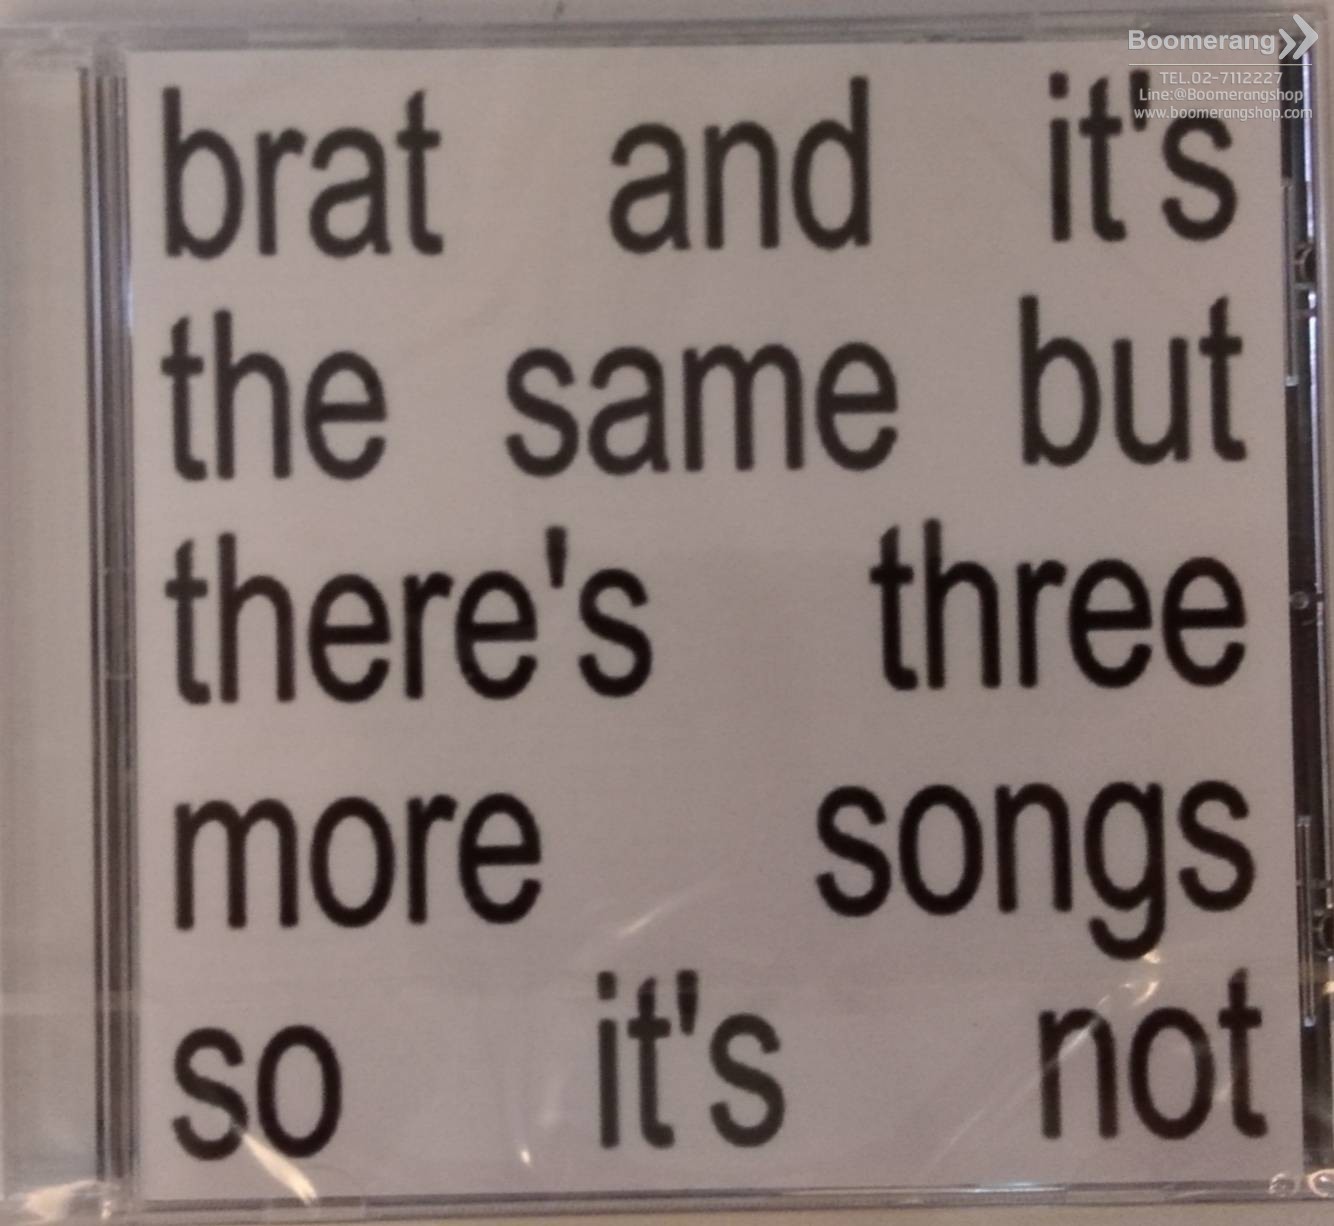 Boomerang
TEL.02-7112227
Line:@Boomerangshop
www.boomerangshop.com
brat and it's
the same but
there's three
more songs
so it's not